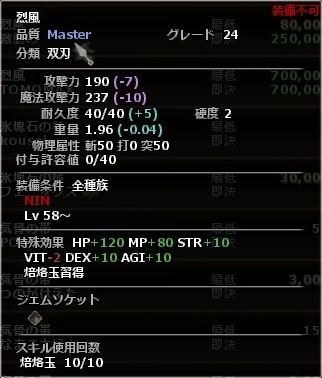 装備不可
烈風
品質 Master グレード 24
分類 双刃
攻撃力 190 (-7)
魔法攻撃力 237 (-10)
耐久度 40/40 (+5) 硬度 2
重量 1.96 (-0.04)
物理属性 斬50 打0 突50
付与許容値 0/40
装備条件 全種族
NIN
Lv 58～
特殊効果 HP+120 MP+80 STR+10
VIT-2 DEX+10 AGI+10
焙烙玉習得
ジェムソケット
スキル使用回数
焙烙玉 10/10